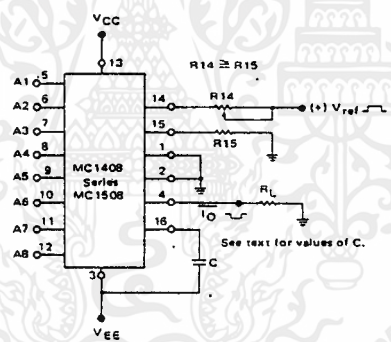 VCC
13
R14 ≅ R15
A1 5
A2 6
A3 7
A4 8
A5 9
A6 10
A7 11
A8 12
MC1408
Series
MC1508
14
R14
(+) Vref
15
R15
1
2
4
IO
RL
16
C
See text for values of C.
3
VEE